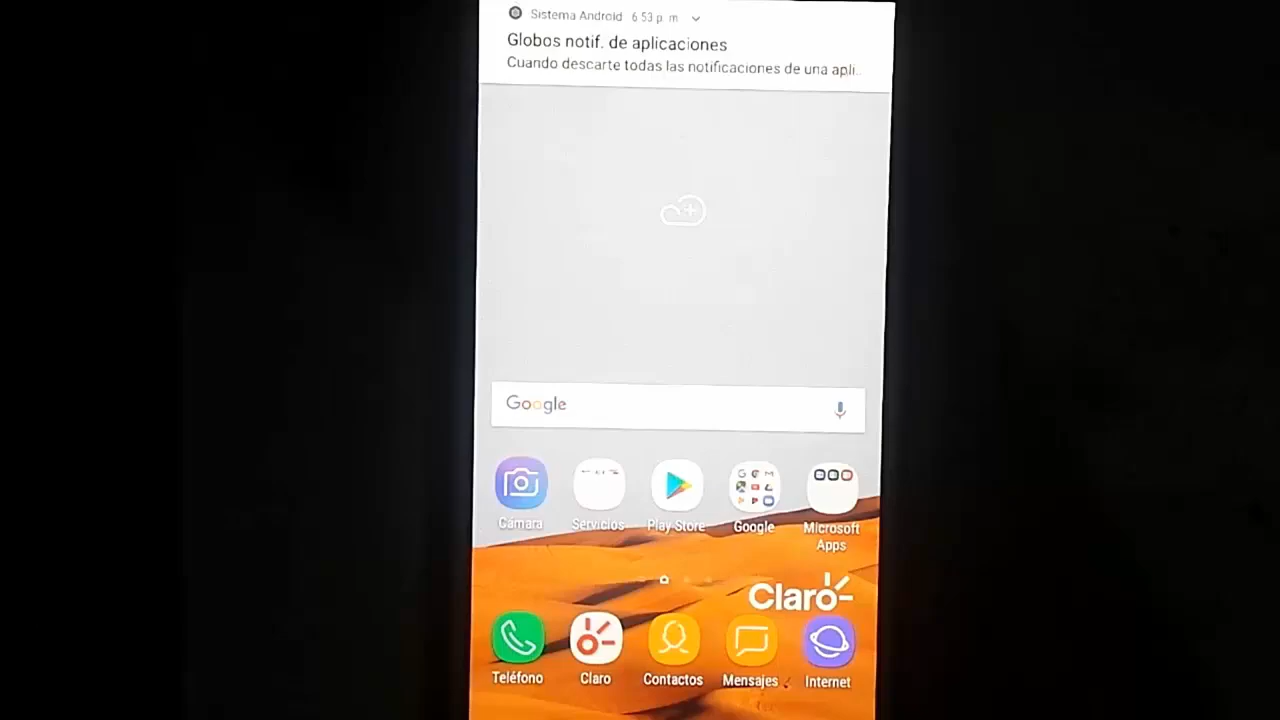 Sistema Android 6:53 p. m.
Globos notif. de aplicaciones
Cuando descarte todas las notificaciones de una apli..
Google
Cámara Servicios Play Store Google Microsoft Apps
Claro
Teléfono Claro Contactos Mensajes Internet